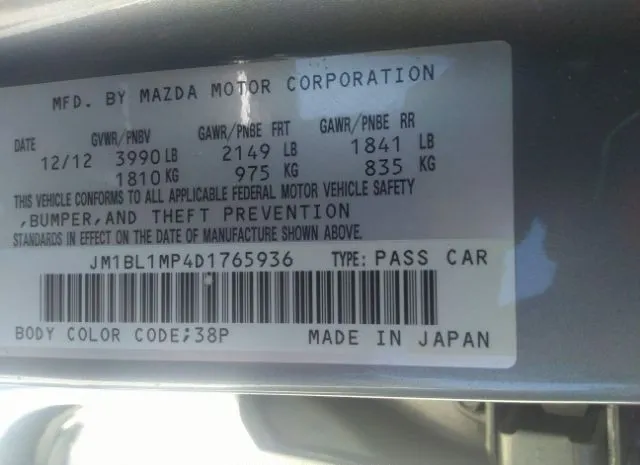 MFD. BY MAZDA MOTOR CORPORATION
DATE GVWR/PNBV GAWR/PNBE FRT GAWR/PNBE RR
12/12 3990 LB 2149 LB 1841 LB
1810 KG 975 KG 835 KG
THIS VEHICLE CONFORMS TO ALL APPLICABLE FEDERAL MOTOR VEHICLE SAFETY
,BUMPER,AND THEFT PREVENTION
STANDARDS IN EFFECT ON THE DATE OF MANUFACTURE SHOWN ABOVE.
JM1BL1MP4D1765936 TYPE: PASS CAR
BODY COLOR CODE;38P MADE IN JAPAN